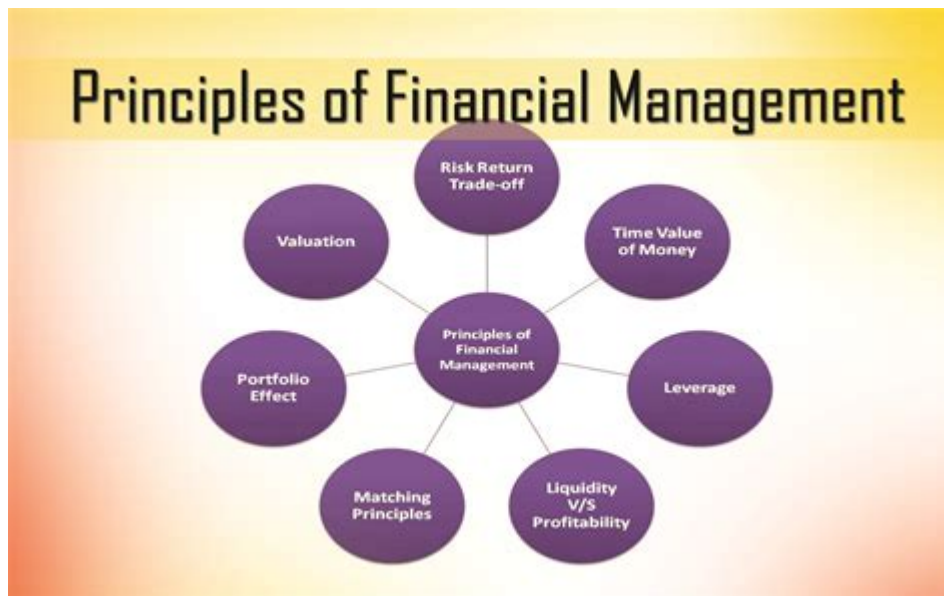 Principles of Financial Management
Risk Return
Trade-off
Time Value
of Money
Leverage
Liquidity
V/S
Profitability
Matching
Principles
Portfolio
Effect
Valuation
Principles of
Financial
Management